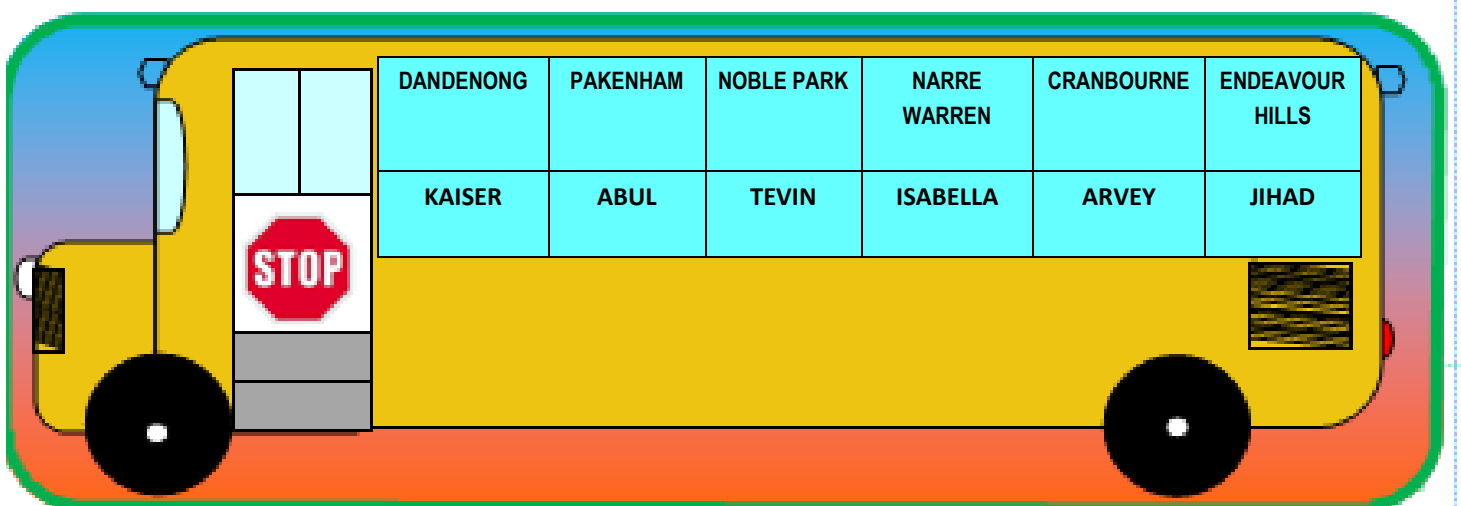 DANDENONG PAKENHAM NOBLE PARK NARRE WARREN CRANBOURNE ENDEAVOUR HILLS
KAISER ABUL TEVIN ISABELLA ARVEY JIHAD
STOP